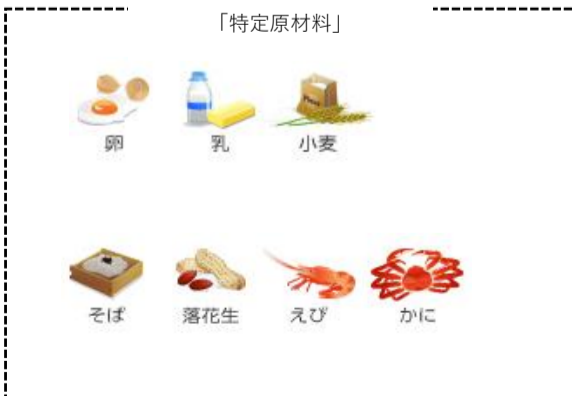 「特定原材料」
卵 乳 小麦
そば 落花生 えび かに